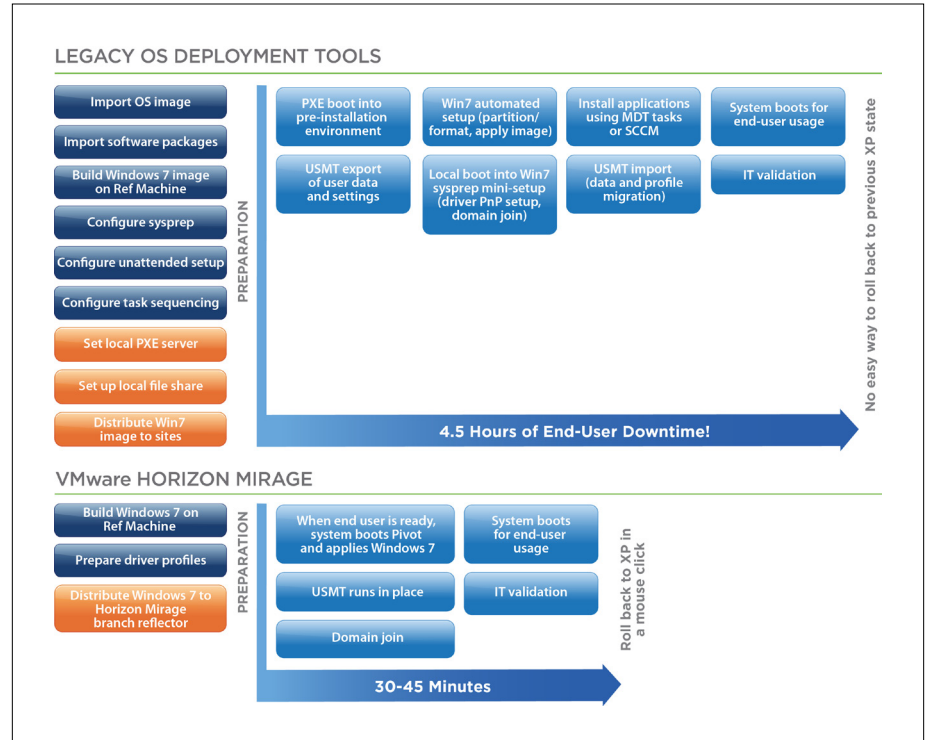 LEGACY OS DEPLOYMENT TOOLS
Import OS image
Import software packages
Build Windows 7 image
on Ref Machine
Configure sysprep
Configure unattended setup
Configure task sequencing
Set local PXE server
Set up local file share
Distribute Win7
image to sites
PREPARATION
PXE boot into
pre-installation
environment
Win7 automated
setup (partition/
format, apply image)
Install applications
using MDT tasks
or SCCM
System boots for
end-user usage
USMT export
of user data
and settings
Local boot into Win7
sysprep mini-setup
(driver PnP setup,
domain join)
USMT import
(data and profile
migration)
IT validation
4.5 Hours of End-User Downtime!
No easy way to roll back to previous XP state
VMware HORIZON MIRAGE
Build Windows 7 on
Ref Machine
Prepare driver profiles
Distribute Windows 7 to
Horizon Mirage
branch reflector
PREPARATION
When end user is ready,
system boots Pivot
and applies Windows 7
System boots
for end-user
usage
USMT runs in place
IT validation
Domain join
30-45 Minutes
Roll back to XP in
a mouse click